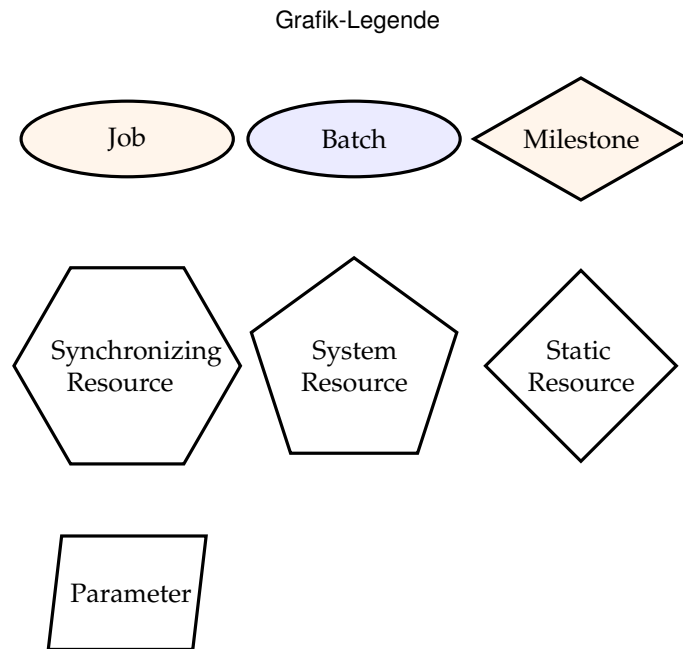 Grafik-Legende
Job
Batch
Milestone
Synchronizing
Resource
System
Resource
Static
Resource
Parameter